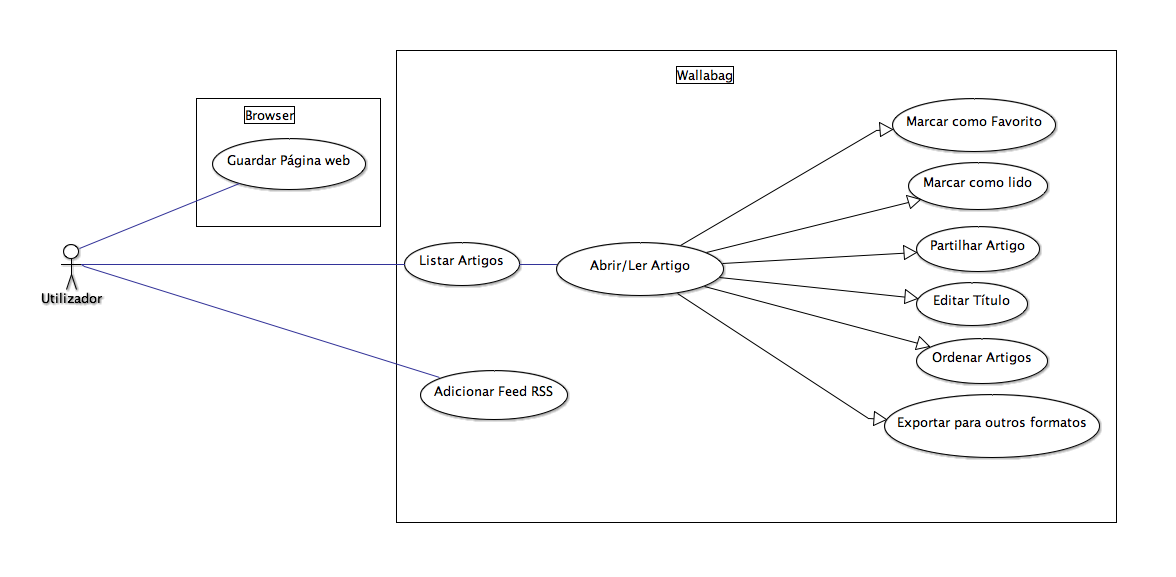 Wallabag
Browser
Guardar Página web
Utilizador
Listar Artigos
Abrir/Ler Artigo
Adicionar Feed RSS
Marcar como Favorito
Marcar como lido
Partilhar Artigo
Editar Título
Ordenar Artigos
Exportar para outros formatos